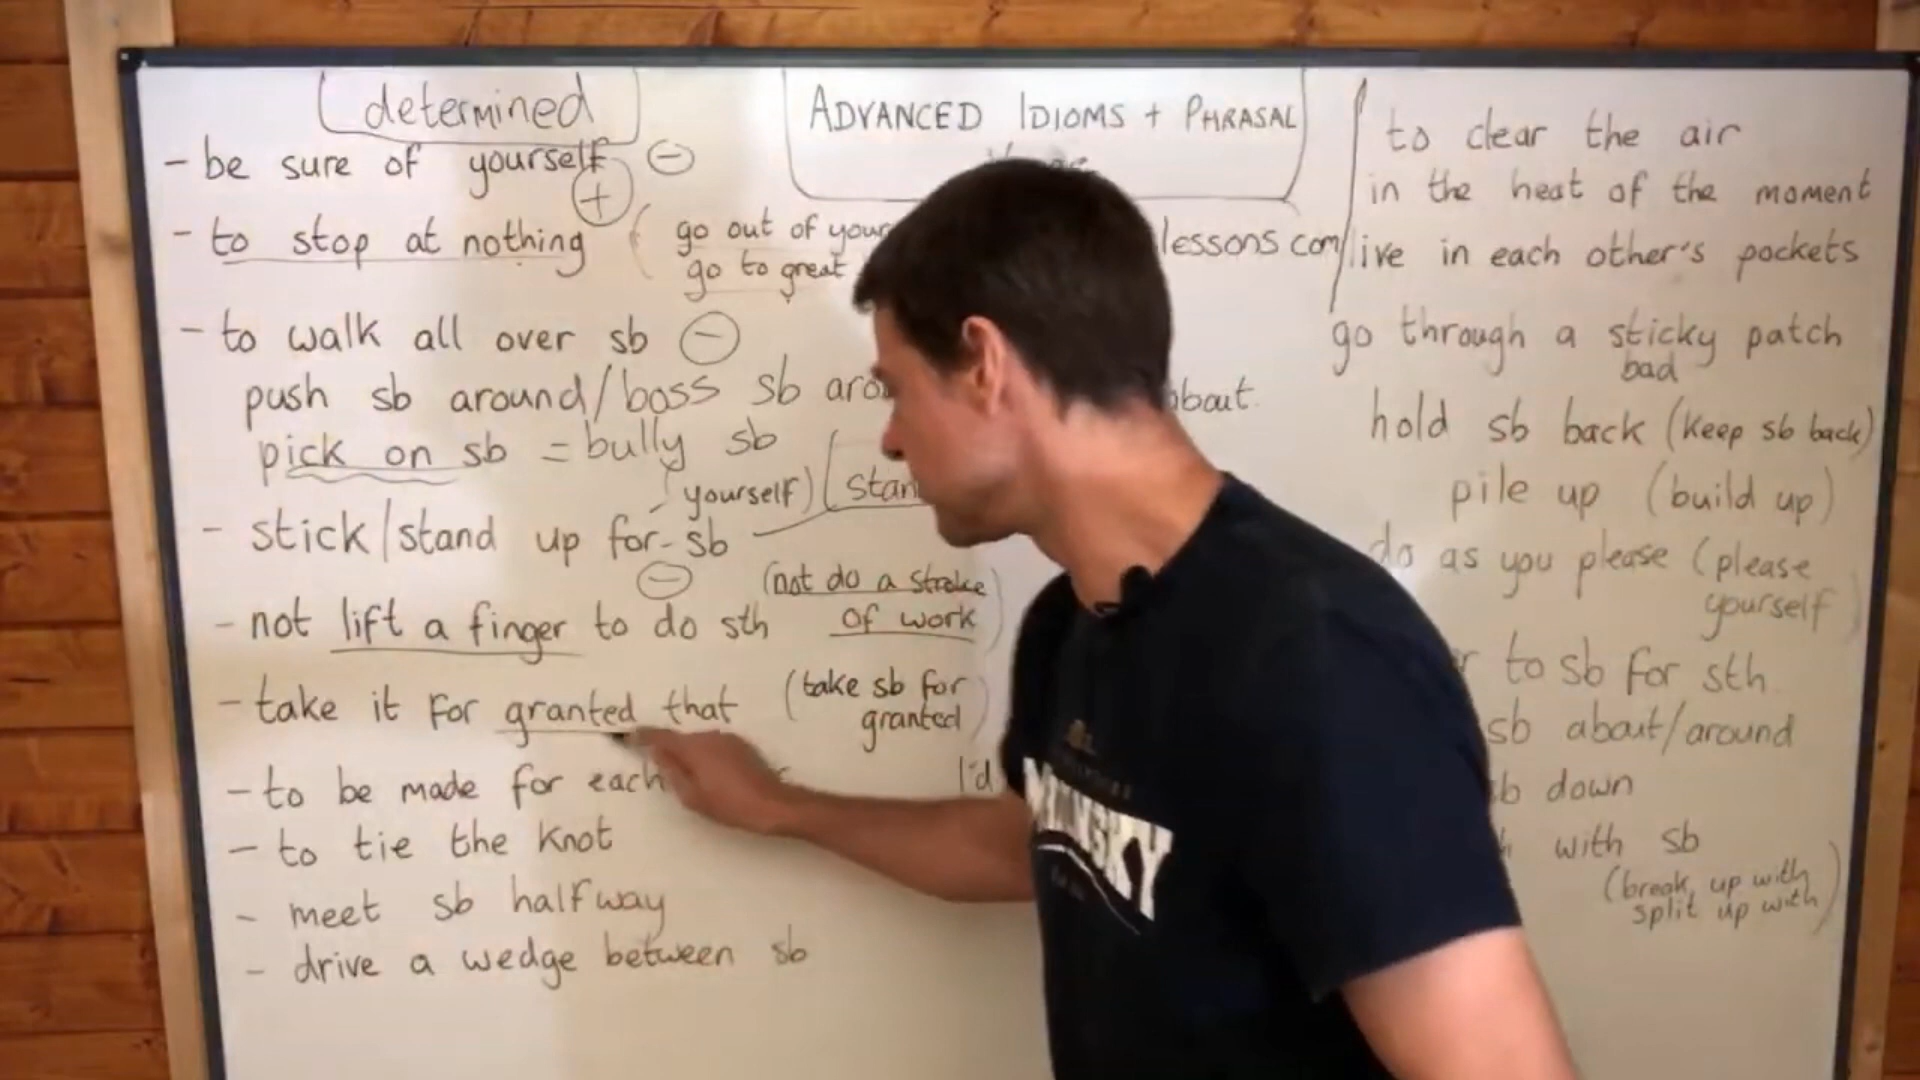 determined
- be sure of yourself (-)
(+)
- to stop at nothing (go out of your
go to great
- to walk all over sb (-)
push sb around/boss sb
about.
pick on sb = bully sb
(yourself)
- stick/stand up for sb
(-)
- not lift a finger to do sth
(not do a stroke
of work)
- take it for granted that
(take sb for
granted)
- to be made for each
I'd
- to tie the knot
- meet sb halfway
- drive a wedge between sb
ADVANCED IDIOMS + PHRASAL
lessons com
to clear the air
in the heat of the moment
live in each other's pockets
go through a sticky patch
bad
hold sb back (keep sb back)
pile up (build up)
do as you please (please
yourself)
to sb for sth
sb about/around
sb down
with sb
(break up with
split up with)